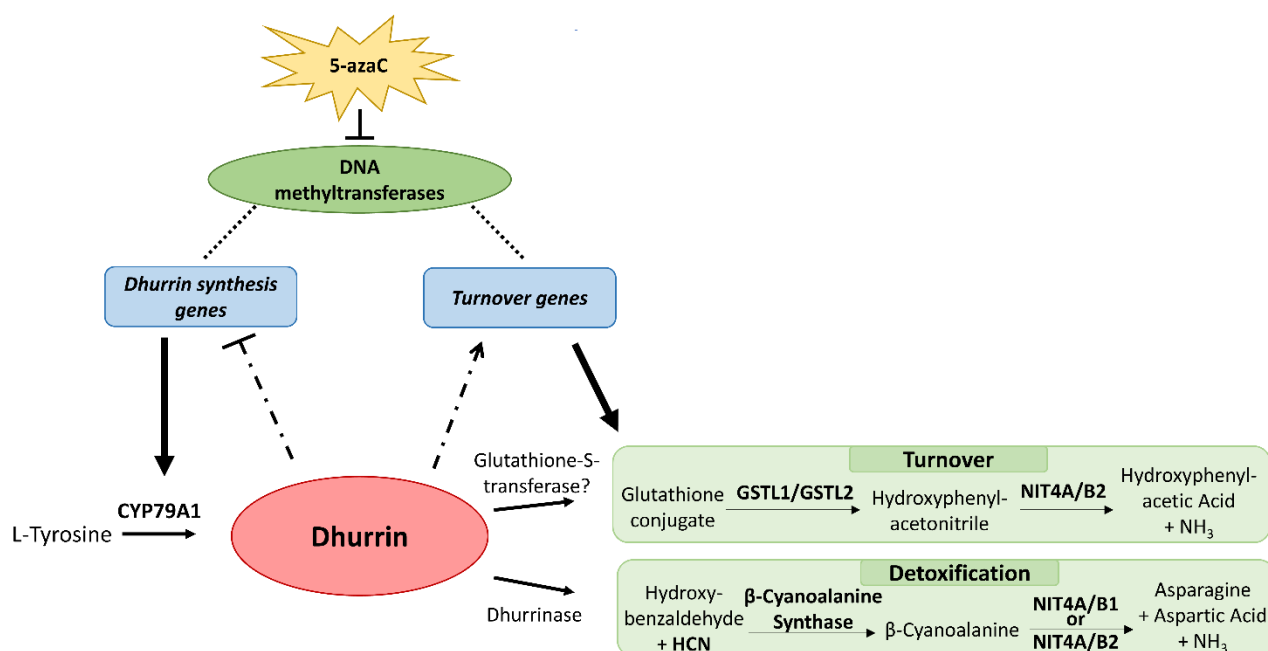 5-azaC
DNA
methyltransferases
Dhurrin synthesis
genes
Turnover genes
L-Tyrosine
CYP79A1
Dhurrin
Glutathione-S-
transferase?
Dhurrinase
Turnover
Glutathione
conjugate
GSTL1/GSTL2
Hydroxyphenyl-
acetonitrile
NIT4A/B2
Hydroxyphenyl-
acetic Acid
+ NH₃
Detoxification
Hydroxy-
benzaldehyde
+ HCN
β-Cyanoalanine
Synthase
β-Cyanoalanine
NIT4A/B1
or
NIT4A/B2
Asparagine
+ Aspartic Acid
+ NH₃